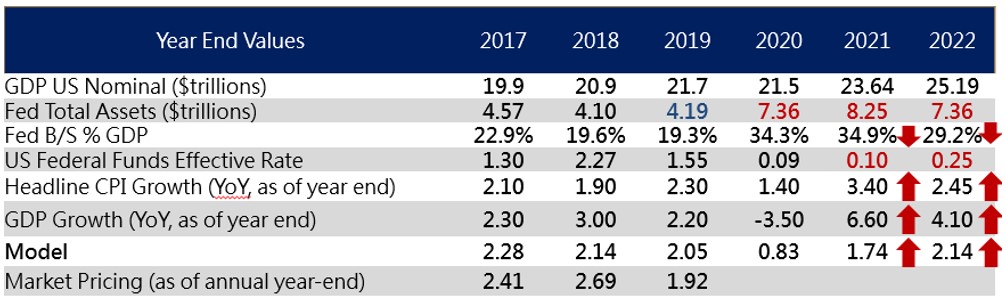 Year End Values 2017 2018 2019 2020 2021 2022
GDP US Nominal ($trillions) 19.9 20.9 21.7 21.5 23.64 25.19
Fed Total Assets ($trillions) 4.57 4.10 4.19 7.36 8.25 7.36
Fed B/S % GDP 22.9% 19.6% 19.3% 34.3% 34.9% 29.2%
US Federal Funds Effective Rate 1.30 2.27 1.55 0.09 0.10 0.25
Headline CPI Growth (YoY, as of year end) 2.10 1.90 2.30 1.40 3.40 2.45
GDP Growth (YoY, as of year end) 2.30 3.00 2.20 -3.50 6.60 4.10
Model 2.28 2.14 2.05 0.83 1.74 2.14
Market Pricing (as of annual year-end) 2.41 2.69 1.92